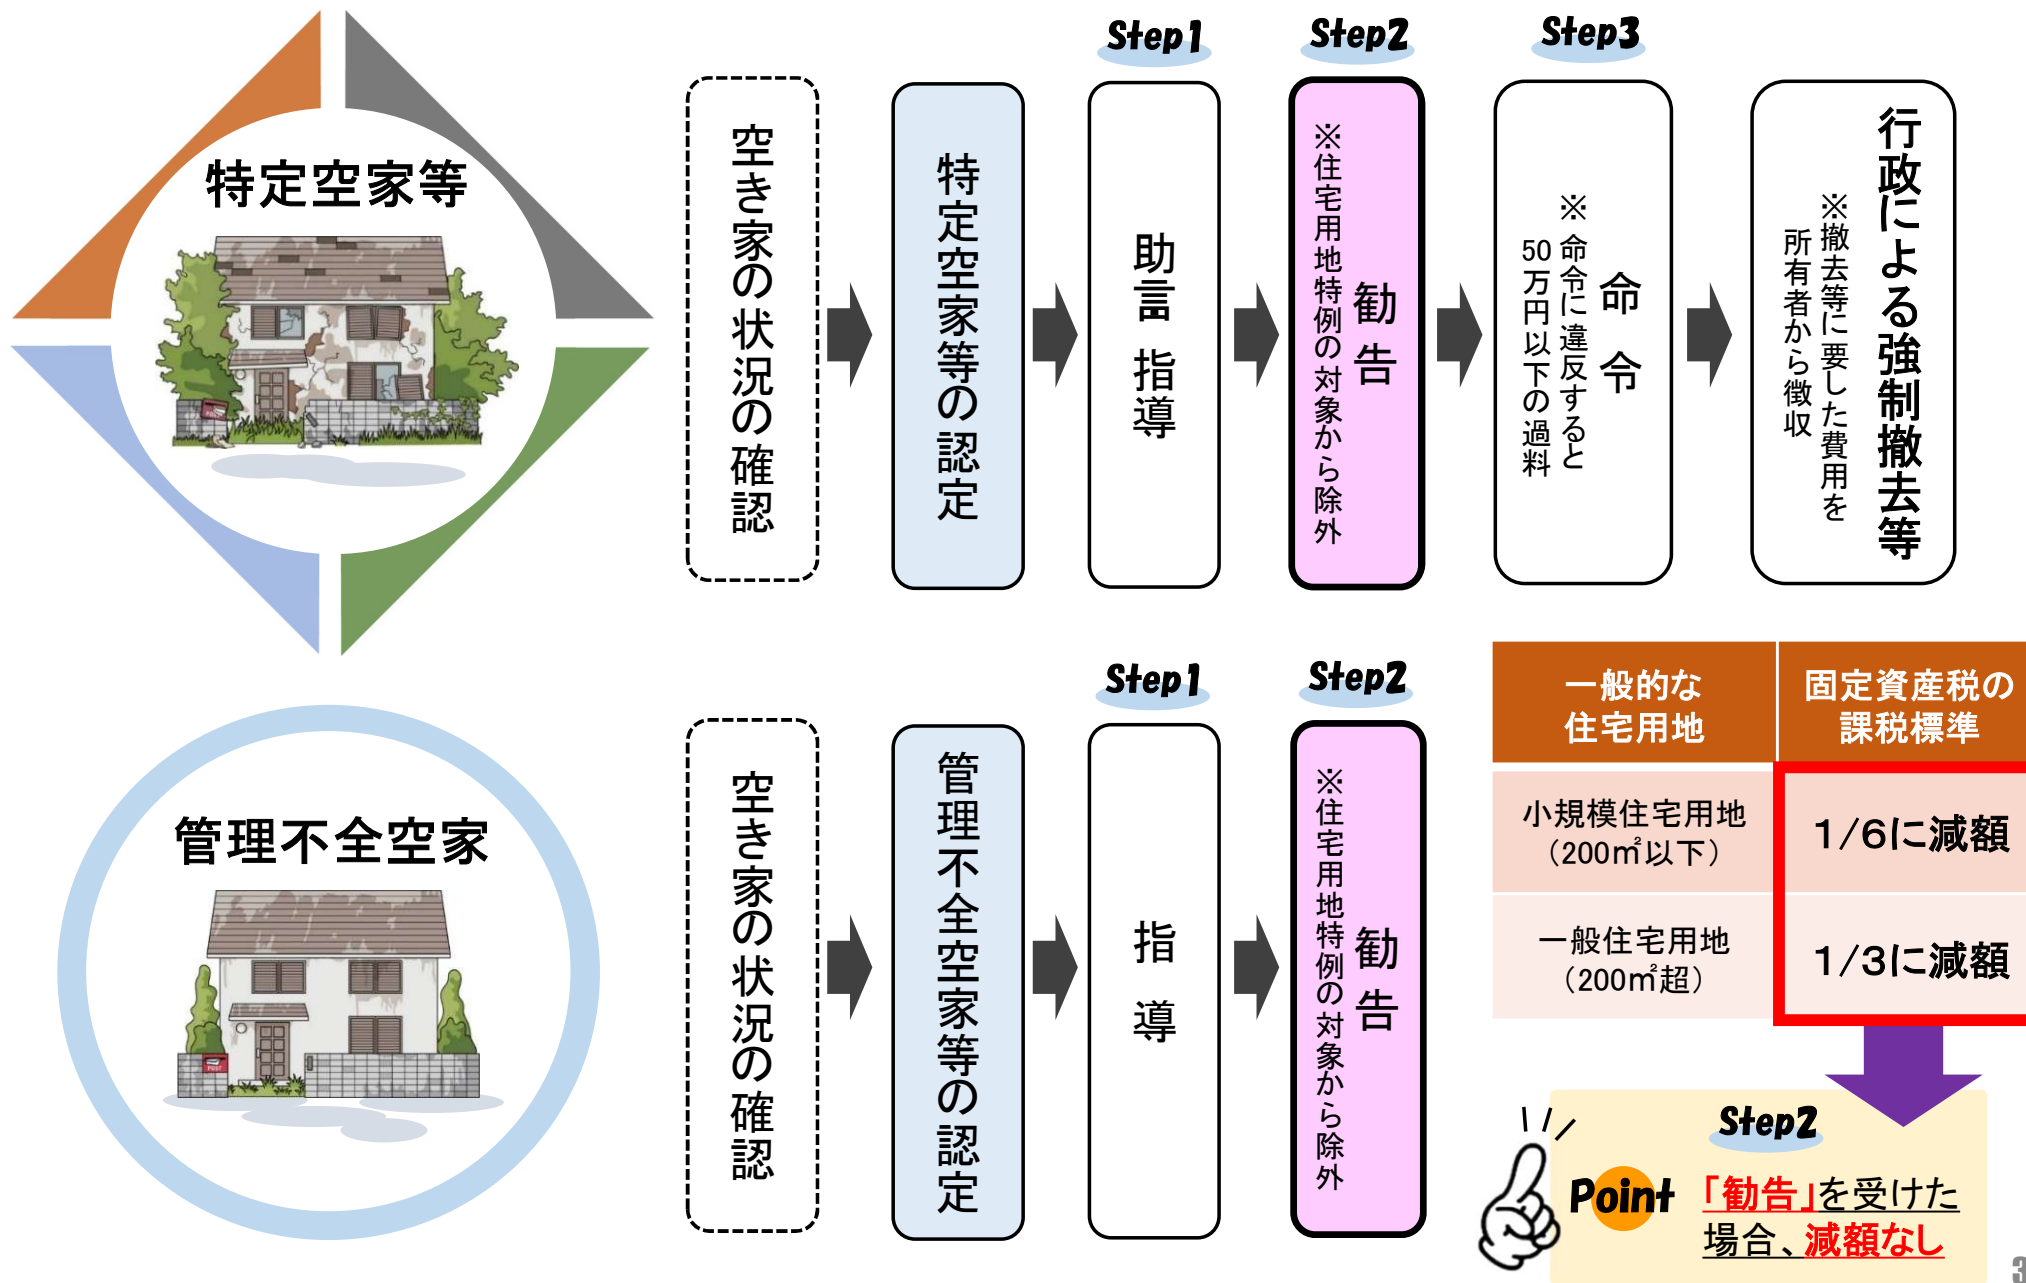 特定空家等
空き家の状況の確認
特定空家等の認定
Step1
助言 指導
Step2
勧告
※住宅用地特例の対象から除外
Step3
命令
※命令に違反すると
50万円以下の過料
行政による強制撤去等
※撤去等に要した費用を
所有者から徴収
管理不全空家
POST
空き家の状況の確認
管理不全空家等の認定
Step1
指導
Step2
勧告
※住宅用地特例の対象から除外
一般的な
住宅用地
固定資産税の
課税標準
小規模住宅用地
(200㎡以下)
1/6に減額
一般住宅用地
(200㎡超)
1/3に減額
Step2
Point
「勧告」を受けた
場合、減額なし
3